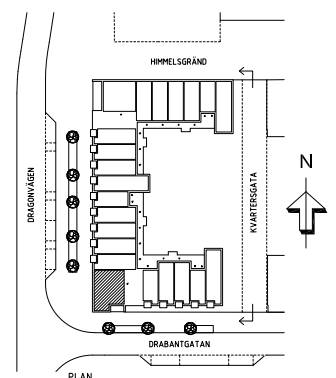 HIMMELSGRÄND
N
DRAGONVÄGEN
KVARTERSGATA
DRABANTGATAN
PLAN